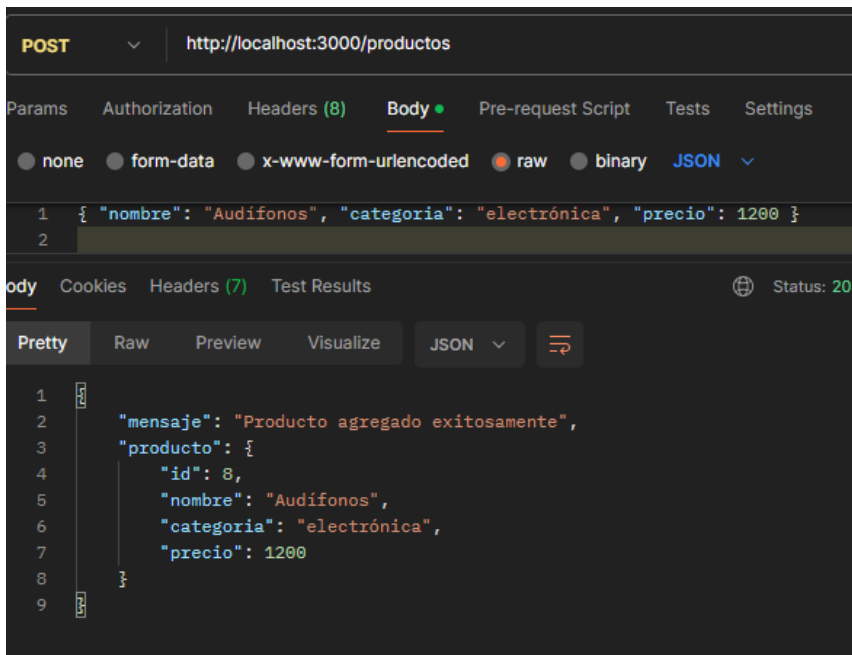 POST http://localhost:3000/productos
Params Authorization Headers (8) Body Pre-request Script Tests Settings
none form-data x-www-form-urlencoded raw binary JSON
1 { "nombre": "Audífonos", "categoria": "electrónica", "precio": 1200 }
2
ody Cookies Headers (7) Test Results Status: 20
Pretty Raw Preview Visualize JSON
1 {
2 "mensaje": "Producto agregado exitosamente",
3 "producto": {
4 "id": 8,
5 "nombre": "Audífonos",
6 "categoria": "electrónica",
7 "precio": 1200
8 }
9 }